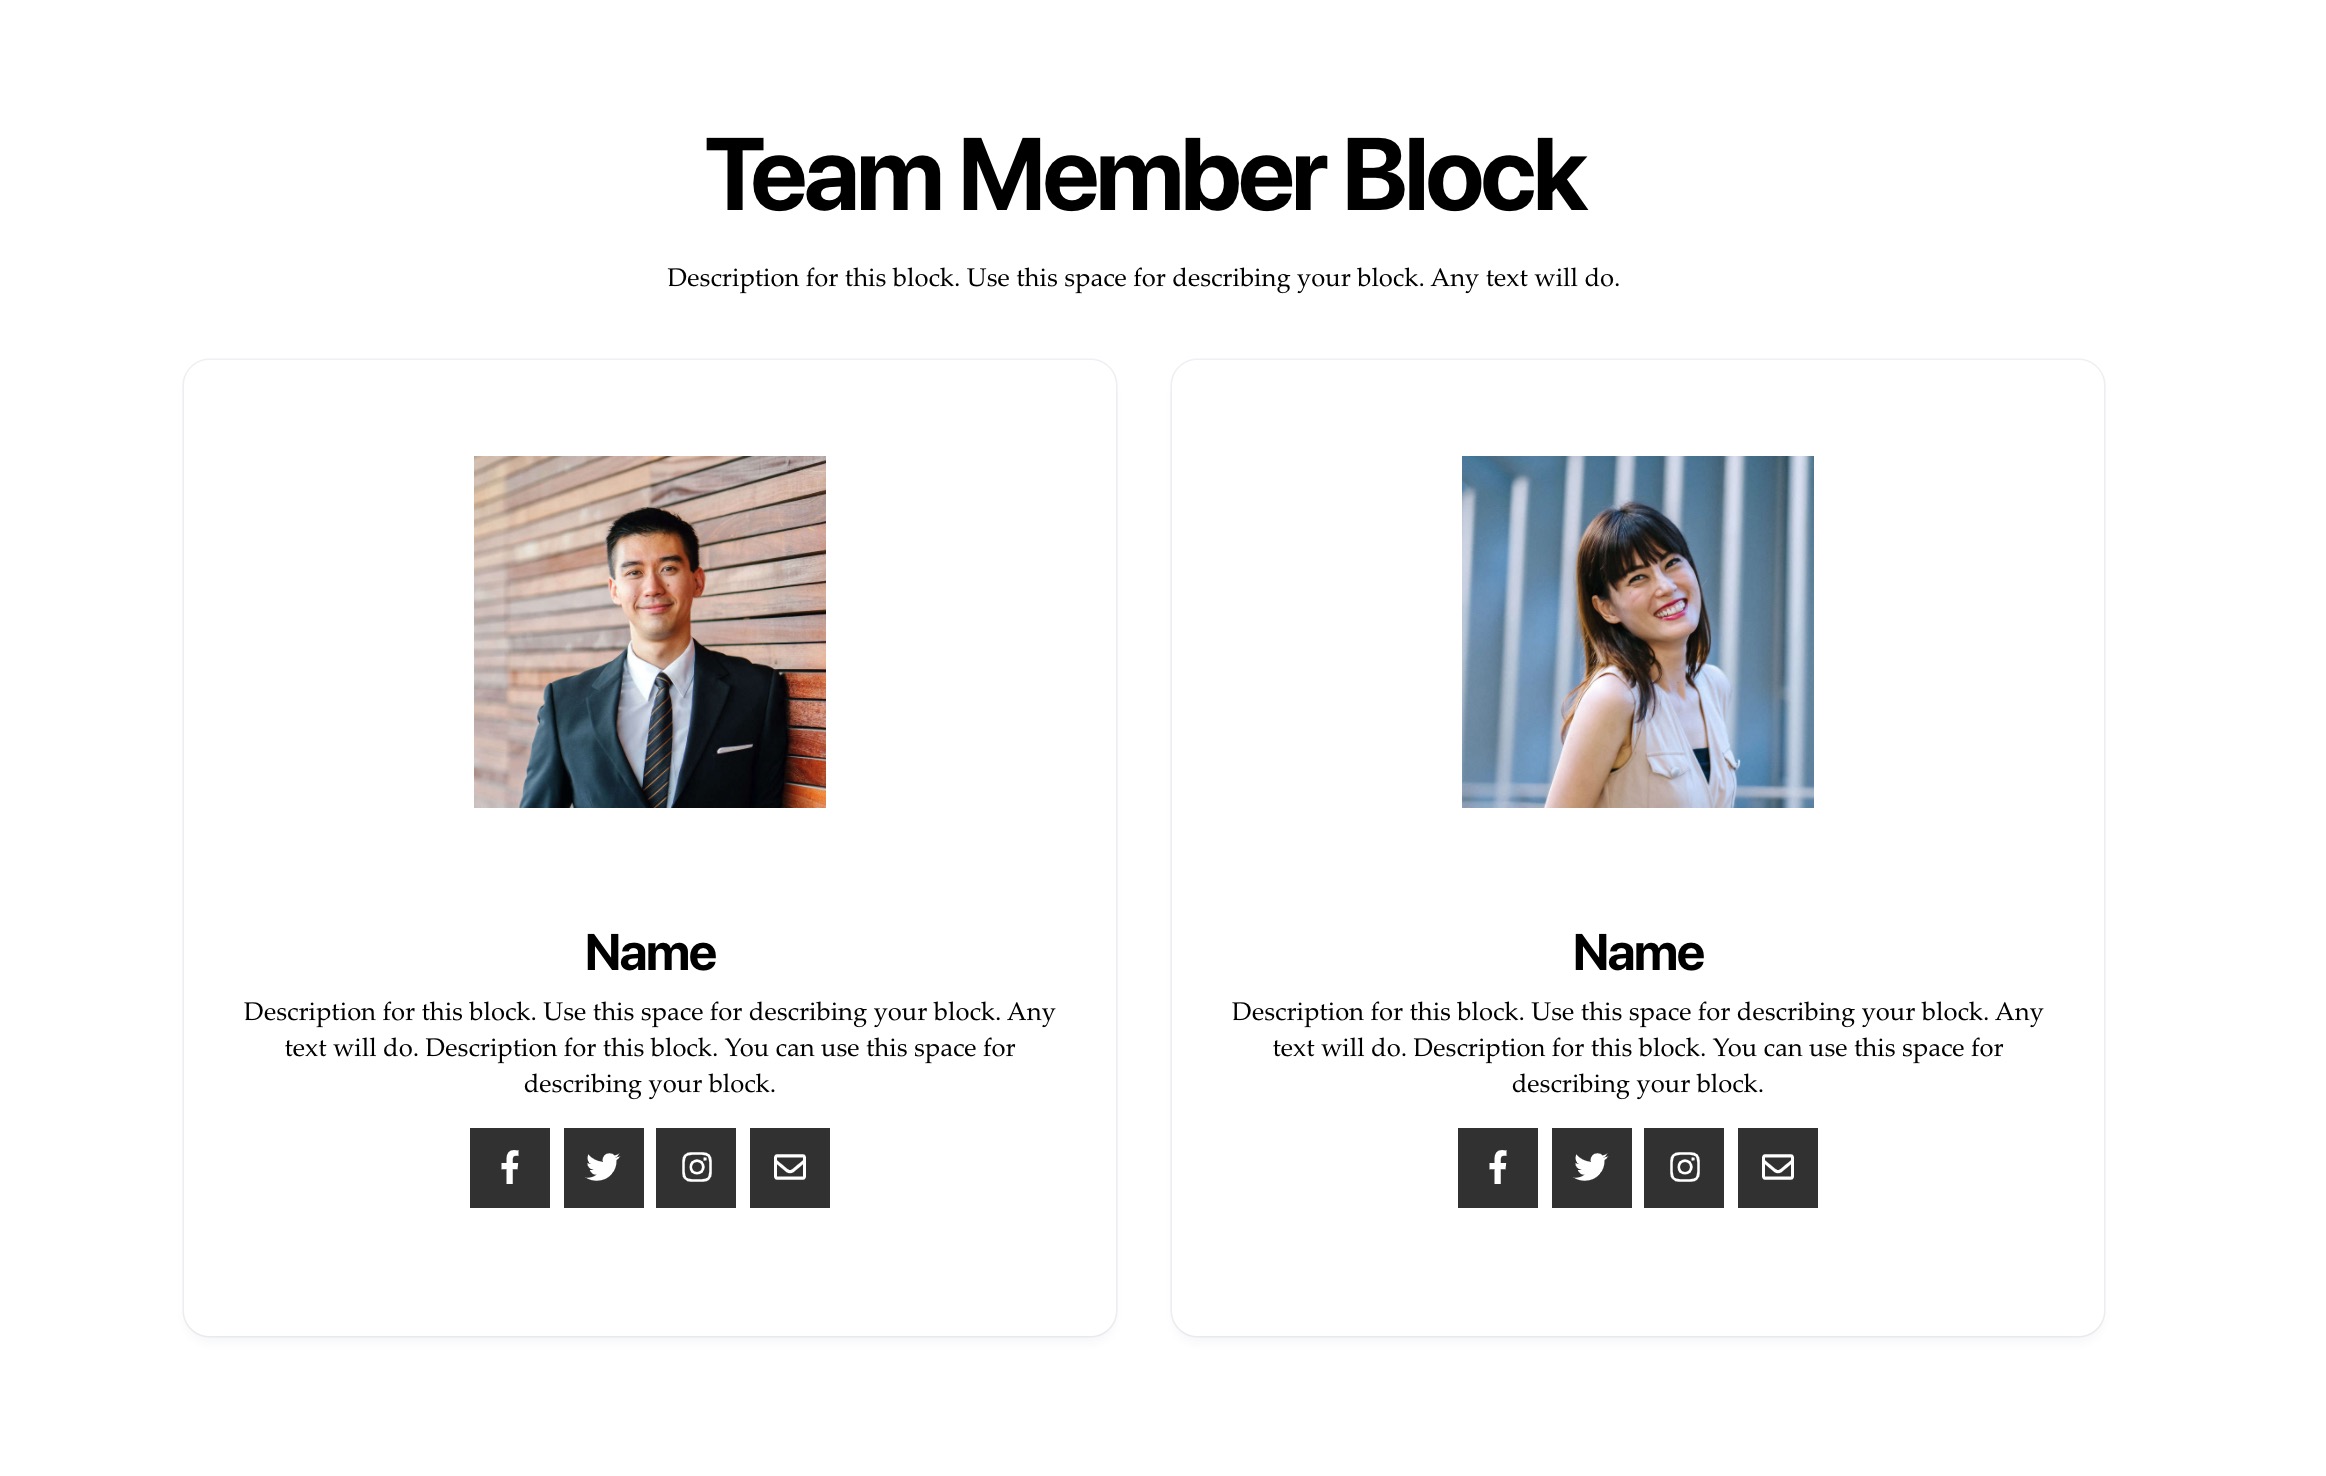 Team Member Block
Description for this block. Use this space for describing your block. Any text will do.
Name
Description for this block. Use this space for describing your block. Any
text will do. Description for this block. You can use this space for
describing your block.
Name
Description for this block. Use this space for describing your block. Any
text will do. Description for this block. You can use this space for
describing your block.